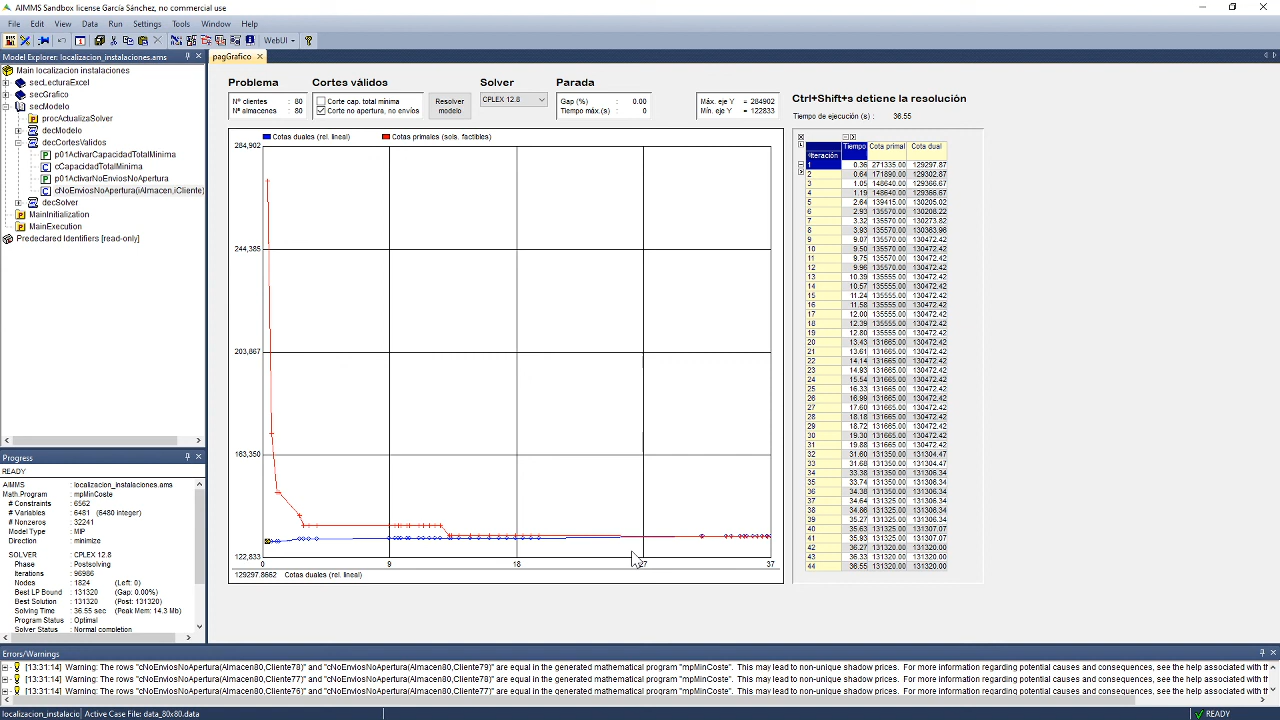 AIMMS Sandbox license García Sánchez, no commercial use
File Edit View Data Run Settings Tools Window Help
WebUI
Model Explorer: localizacion_instalaciones.ams
pagGrafico
Main localizacion instalaciones
secLecturaExcel
secGrafico
secModelo
procActualizaSolver
decModelo
decCortesValidos
p01ActivarCapacidadTotalMinima
cCapacidadTotalMinima
p01ActivarNoEnviosNoApertura
cNoEnviosNoApertura(iAlmacen,iCliente)
decSolver
MainInitialization
MainExecution
Predeclared Identifiers [read-only]
Problema
Nº clientes : 80
Nº almacenes : 80
Cortes válidos
Corte cap. total mínima
Corte no apertura, no envíos
Resolver
modelo
Solver
CPLEX 12.8
Parada
Gap (%) : 0.00
Tiempo máx.(s) : 0
Máx. eje Y = 284902
Mín. eje Y = 122833
Ctrl+Shift+s detiene la resolución
Tiempo de ejecución (s) : 36.55
Cotas duales (rel. lineal) Cotas primales (sols. factibles)
284,902
244,385
203,867
163,350
122,833
0 9 18 27 37
129297.8662 Cotas duales (rel. lineal)
Tiempo Cota primal Cota dual
Iteración
1 0.36 271335.00 129297.87
2 0.64 171890.00 129302.87
3 1.05 148640.00 129366.67
4 1.19 148640.00 129366.67
5 2.64 139415.00 130205.02
6 2.93 135570.00 130208.22
7 3.32 135570.00 130273.82
8 3.93 135570.00 130383.96
9 9.07 135570.00 130472.42
10 9.50 135570.00 130472.42
11 9.75 135570.00 130472.42
12 9.96 135570.00 130472.42
13 10.39 135555.00 130472.42
14 10.57 135555.00 130472.42
15 11.24 135555.00 130472.42
16 11.58 135555.00 130472.42
17 12.00 135555.00 130472.42
18 12.39 135555.00 130472.42
19 12.80 135555.00 130472.42
20 13.43 131665.00 130472.42
21 13.61 131665.00 130472.42
22 14.14 131665.00 130472.42
23 14.93 131665.00 130472.42
24 15.54 131665.00 130472.42
25 16.33 131665.00 130472.42
26 16.99 131665.00 130472.42
27 17.60 131665.00 130472.42
28 18.18 131665.00 130472.42
29 18.72 131665.00 130472.42
30 19.30 131665.00 130472.42
31 19.88 131665.00 130472.42
32 31.60 131350.00 131304.47
33 31.68 131350.00 131304.47
34 33.38 131350.00 131306.34
35 33.74 131350.00 131306.34
36 34.38 131350.00 131306.34
37 34.64 131325.00 131306.34
38 34.86 131325.00 131306.34
39 35.27 131325.00 131306.34
40 35.63 131325.00 131307.07
41 35.93 131325.00 131307.07
42 36.27 131320.00 131320.00
43 36.33 131320.00 131320.00
44 36.55 131320.00 131320.00
Progress
READY
AIMMS : localizacion_instalaciones.ams
Math.Program : mpMinCoste
# Constraints : 6562
# Variables : 6481 (6480 integer)
# Nonzeros : 32241
Model Type : MIP
Direction : minimize
SOLVER : CPLEX 12.8
Phase : Postsolving
Iterations : 96986
Nodes : 1824 (Left: 0)
Best LP Bound : 131320 (Gap: 0.00%)
Best Solution : 131320 (Post: 131320)
Solving Time : 36.55 sec (Peak Mem: 14.3 Mb)
Program Status : Optimal
Solver Status : Normal completion
Errors/Warnings
[13:31:14] Warning: The rows "cNoEnviosNoApertura(Almacen80,Cliente78)" and "cNoEnviosNoApertura(Almacen80,Cliente79)" are equal in the generated mathematical program "mpMinCoste". This may lead to non-unique shadow prices. For more information regarding potential causes and consequences, see the help associated with th
[13:31:14] Warning: The rows "cNoEnviosNoApertura(Almacen80,Cliente77)" and "cNoEnviosNoApertura(Almacen80,Cliente78)" are equal in the generated mathematical program "mpMinCoste". This may lead to non-unique shadow prices. For more information regarding potential causes and consequences, see the help associated with th
[13:31:14] Warning: The rows "cNoEnviosNoApertura(Almacen80,Cliente76)" and "cNoEnviosNoApertura(Almacen80,Cliente77)" are equal in the generated mathematical program "mpMinCoste". This may lead to non-unique shadow prices. For more information regarding potential causes and consequences, see the help associated with th
localizacion_instalacio Active Case File: data_80x80.data READY